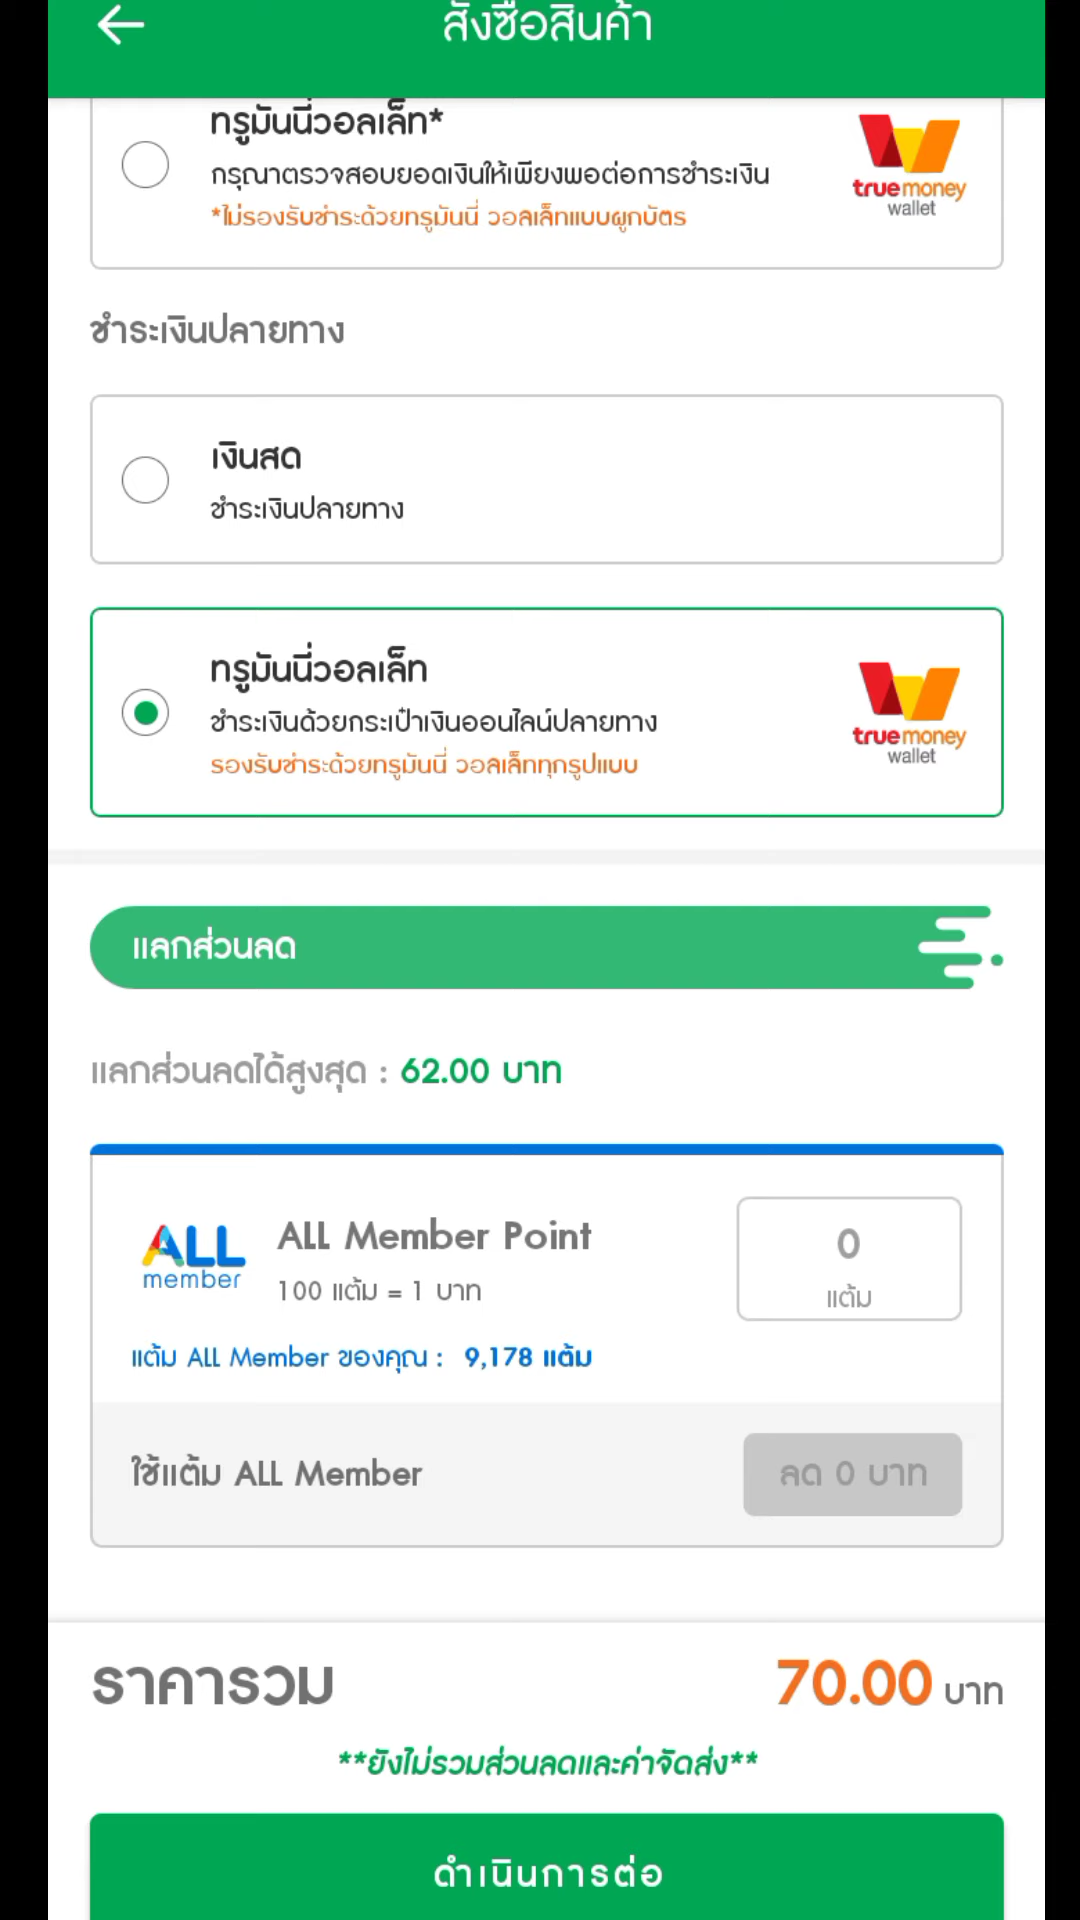 สั่งซื้อสินค้า
ทรูมันนี่วอลเล็ท*
กรุณาตรวจสอบยอดเงินให้เพียงพอต่อการชำระเงิน
*ไม่รองรับชำระด้วยทรูมันนี่ วอลเล็ทแบบผูกบัตร
truemoney
wallet
ชำระเงินปลายทาง
เงินสด
ชำระเงินปลายทาง
ทรูมันนี่วอลเล็ท
ชำระเงินด้วยกระเป๋าเงินออนไลน์ปลายทาง
รองรับชำระด้วยทรูมันนี่ วอลเล็ททุกรูปแบบ
truemoney
wallet
แลกส่วนลด
แลกส่วนลดได้สูงสุด : 62.00 บาท
ALL
member
ALL Member Point
100 แต้ม = 1 บาท
0
แต้ม
แต้ม ALL Member ของคุณ : 9,178 แต้ม
ใช้แต้ม ALL Member
ลด 0 บาท
ราคารวม
70.00 บาท
**ยังไม่รวมส่วนลดและค่าจัดส่ง**
ดำเนินการต่อ